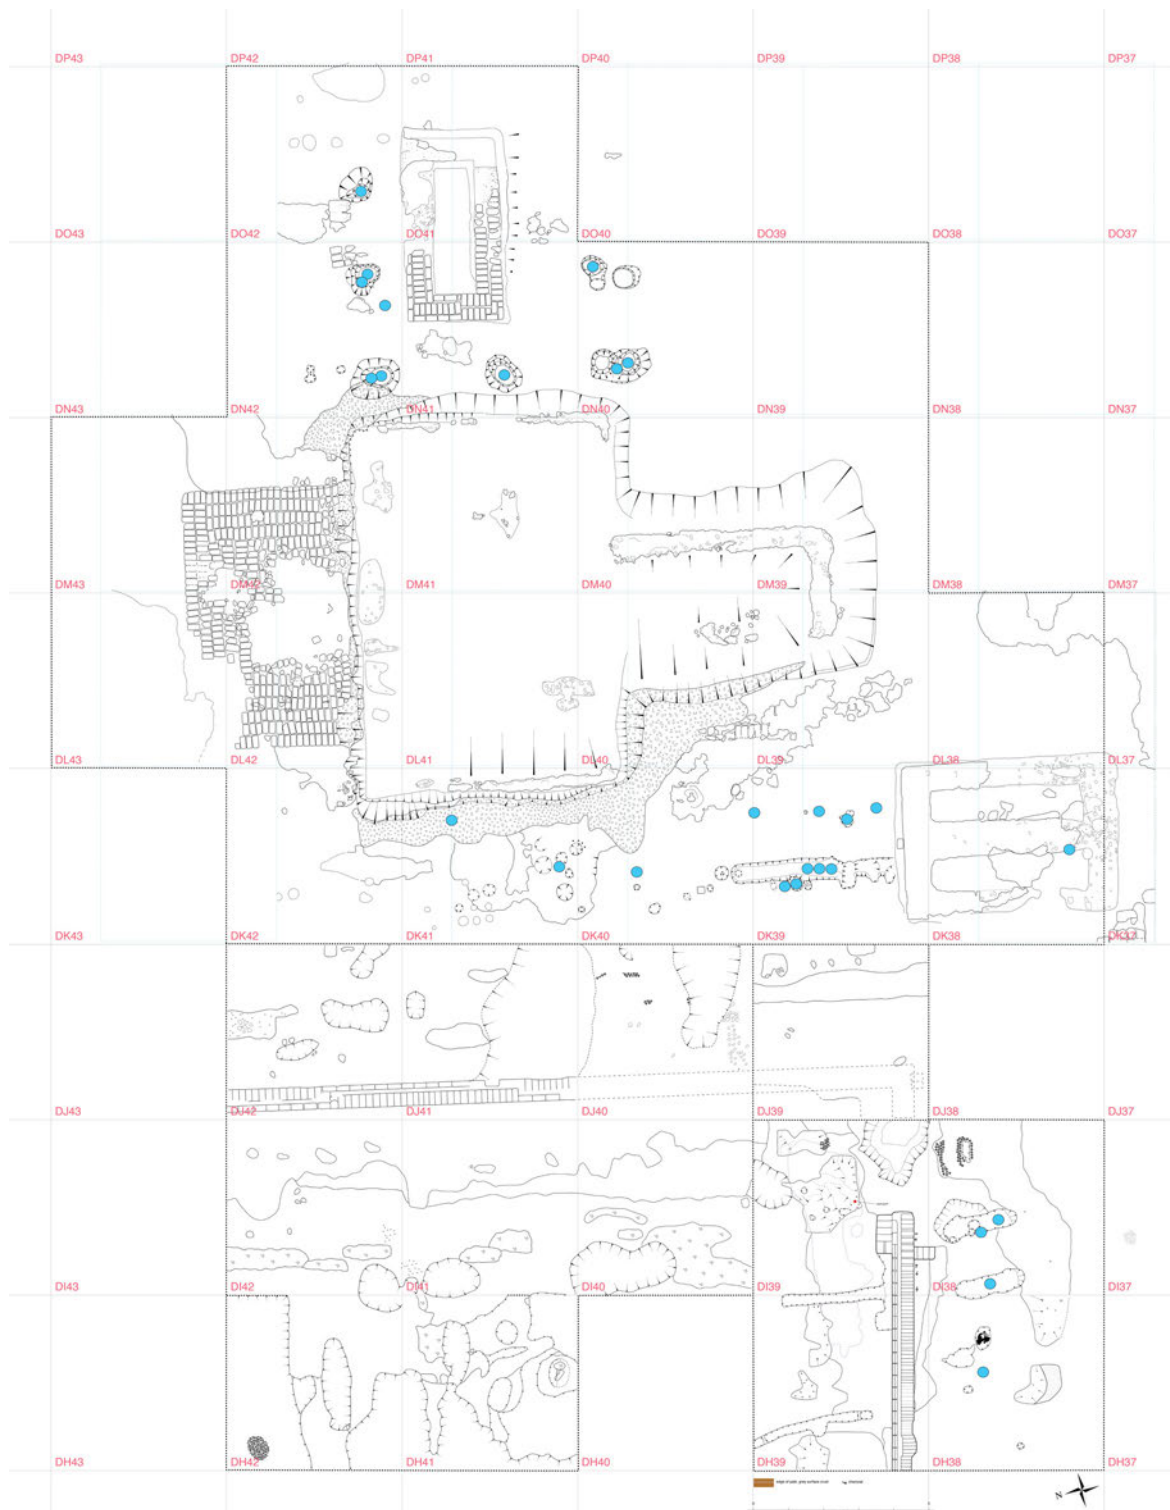 DP43 DP42 DP41 DP40 DP39 DP38 DP37
DO43 DO42 DO41 DO40 DO39 DO38 DO37
DN43 DN42 DN41 DN40 DN39 DN38 DN37
DM43 DM42 DM41 DM40 DM39 DM38 DM37
DL43 DL42 DL41 DL40 DL39 DL38 DL37
DK43 DK42 DK41 DK40 DK39 DK38 DK37
DJ43 DJ42 DJ41 DJ40 DJ39 DJ38 DJ37
DI43 DI42 DI41 DI40 DI39 DI38 DI37
DH43 DH42 DH41 DH40 DH39 DH38 DH37
charcoal
N